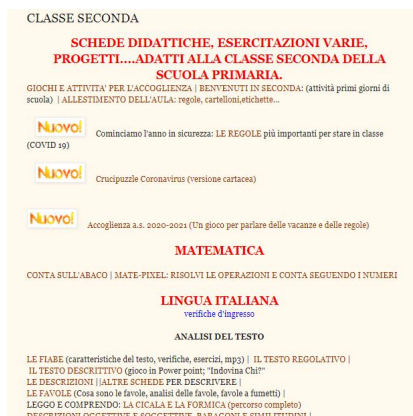 CLASSE SECONDA
SCHEDE DIDATTICHE, ESERCITAZIONI VARIE,
PROGETTI....ADATTI ALLA CLASSE SECONDA DELLA
SCUOLA PRIMARIA.
GIOCHI E ATTIVITA' PER L'ACCOGLIENZA | BENVENUTI IN SECONDA: (attività primi giorni di
scuola) | ALLESTIMENTO DELL'AULA: regole, cartelloni,etichette...
Nuovo! Cominciamo l'anno in sicurezza: LE REGOLE più importanti per stare in classe
(COVID 19)
Nuovo! Crucipuzzle Coronavirus (versione cartacea)
Nuovo! Accoglienza a.s. 2020-2021 (Un gioco per parlare delle vacanze e delle regole)
MATEMATICA
CONTA SULL'ABACO | MATE-PIXEL: RISOLVI LE OPERAZIONI E CONTA SEGUENDO I NUMERI
LINGUA ITALIANA
verifiche d'ingresso
ANALISI DEL TESTO
LE FIABE (caratteristiche del testo, verifiche, esercizi, mp3) | IL TESTO REGOLATIVO |
IL TESTO DESCRITTIVO (gioco in Power point; "Indovina Chi?"
LE DESCRIZIONI ||ALTRE SCHEDE PER DESCRIVERE |
LE FAVOLE (Cosa sono le favole, analisi delle favole, favole a fumetti) |
LEGGO E COMPRENDO: LA CICALA E LA FORMICA (percorso completo)
DESCRIZIONI OGGETTIVE E SOGGETTIVE, PARAGONI E SIMILITUDINI |